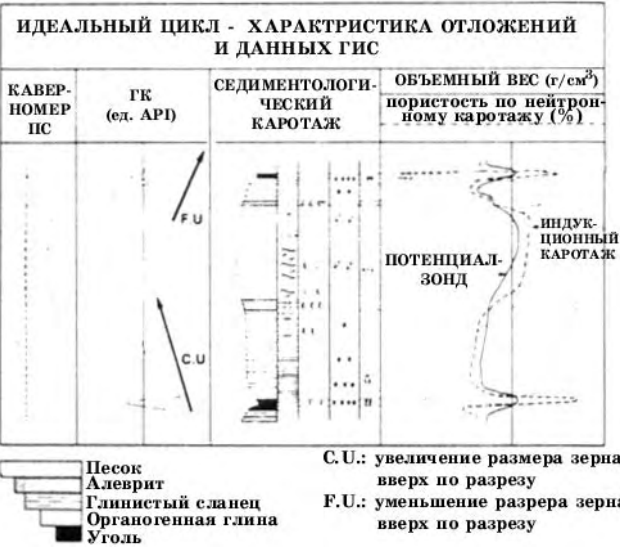 ИДЕАЛЬНЫЙ ЦИКЛ - ХАРАКТРИСТИКА ОТЛОЖЕНИЙ
И ДАННЫХ ГИС
КАВЕР-
НОМЕР
ПС
ГК
(ед. API)
СЕДИМЕНТОЛОГИ-
ЧЕСКИЙ
КАРОТАЖ
ОБЪЕМНЫЙ ВЕС (г/см³)
пористость по нейтрон-
ному каротажу (%)
F.U
C.U
ПОТЕНЦИАЛ-
ЗОНД
ИНДУК-
ЦИОННЫЙ
КАРОТАЖ
Песок
Алеврит
Глинистый сланец
Органогенная глина
Уголь
C.U.: увеличение размера зерна
вверх по разрезу
F.U.: уменьшение разрера зерна
вверх по разрезу